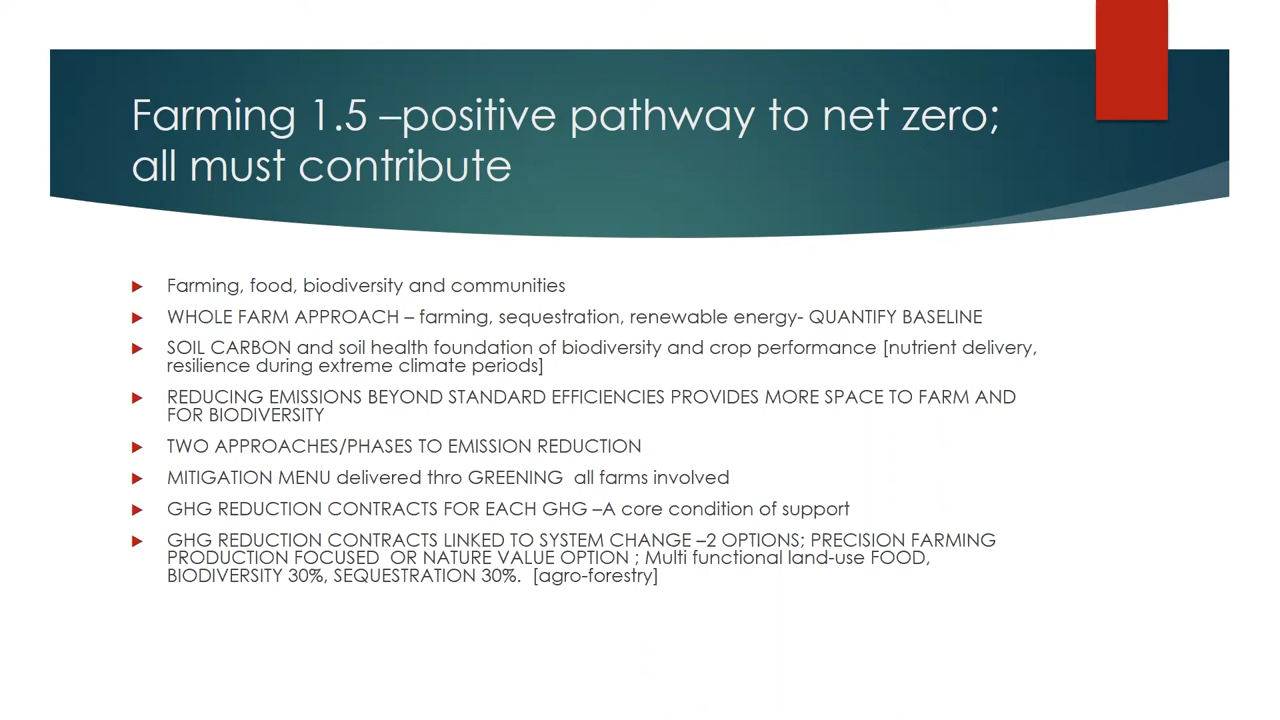 Farming 1.5 –positive pathway to net zero;
all must contribute
Farming, food, biodiversity and communities
WHOLE FARM APPROACH – farming, sequestration, renewable energy- QUANTIFY BASELINE
SOIL CARBON and soil health foundation of biodiversity and crop performance [nutrient delivery,
resilience during extreme climate periods]
REDUCING EMISSIONS BEYOND STANDARD EFFICIENCIES PROVIDES MORE SPACE TO FARM AND
FOR BIODIVERSITY
TWO APPROACHES/PHASES TO EMISSION REDUCTION
MITIGATION MENU delivered thro GREENING  all farms involved
GHG REDUCTION CONTRACTS FOR EACH GHG –A core condition of support
GHG REDUCTION CONTRACTS LINKED TO SYSTEM CHANGE –2 OPTIONS; PRECISION FARMING
PRODUCTION FOCUSED  OR NATURE VALUE OPTION ; Multi functional land-use FOOD,
BIODIVERSITY 30%, SEQUESTRATION 30%.  [agro-forestry]